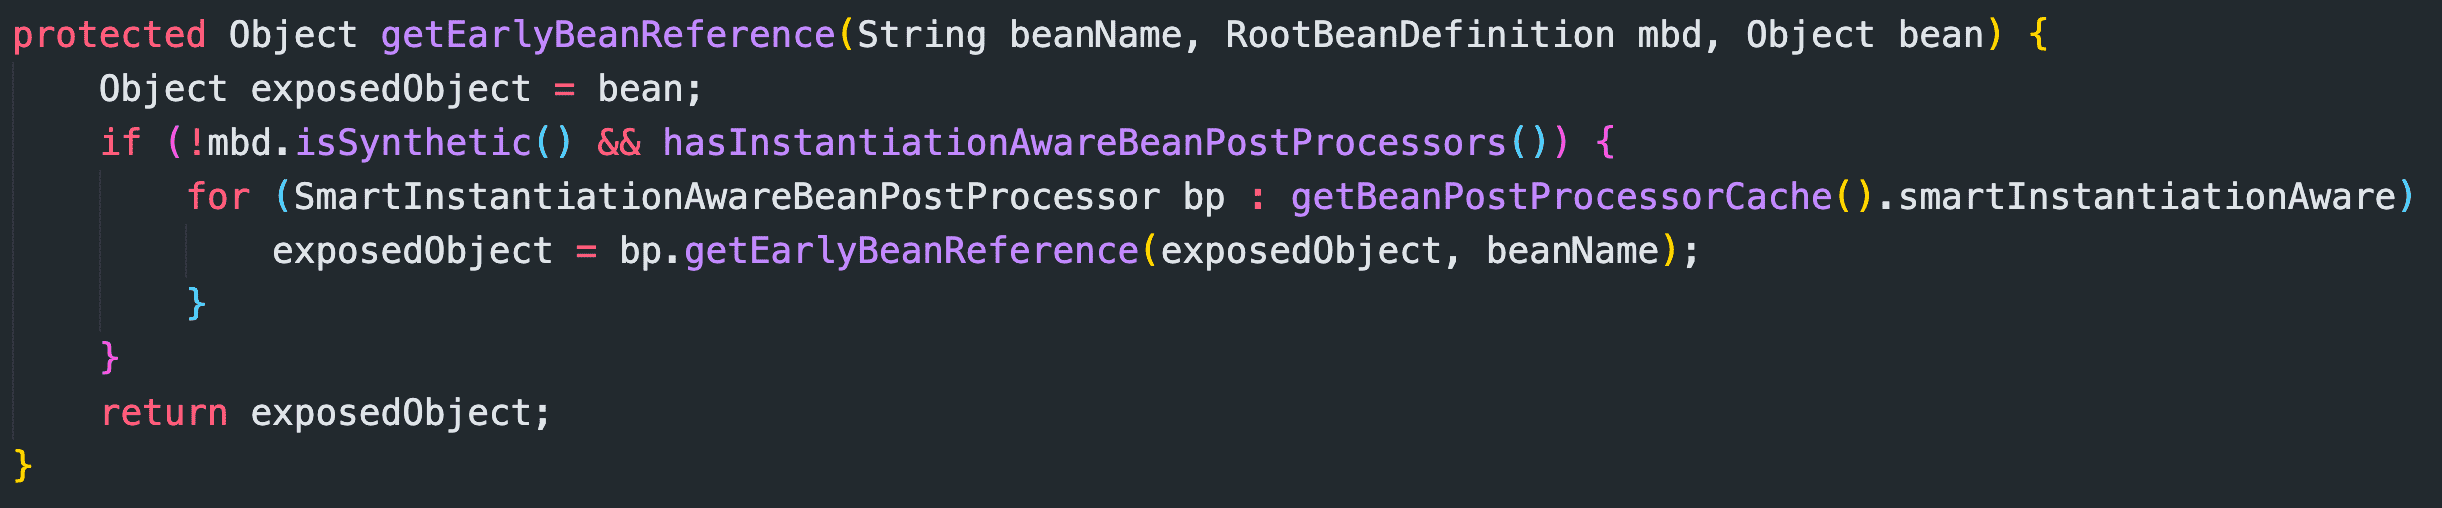 protected Object getEarlyBeanReference(String beanName, RootBeanDefinition mbd, Object bean) {
    Object exposedObject = bean;
    if (!mbd.isSynthetic() && hasInstantiationAwareBeanPostProcessors()) {
        for (SmartInstantiationAwareBeanPostProcessor bp : getBeanPostProcessorCache().smartInstantiationAware)
            exposedObject = bp.getEarlyBeanReference(exposedObject, beanName);
        }
    }
    return exposedObject;
}